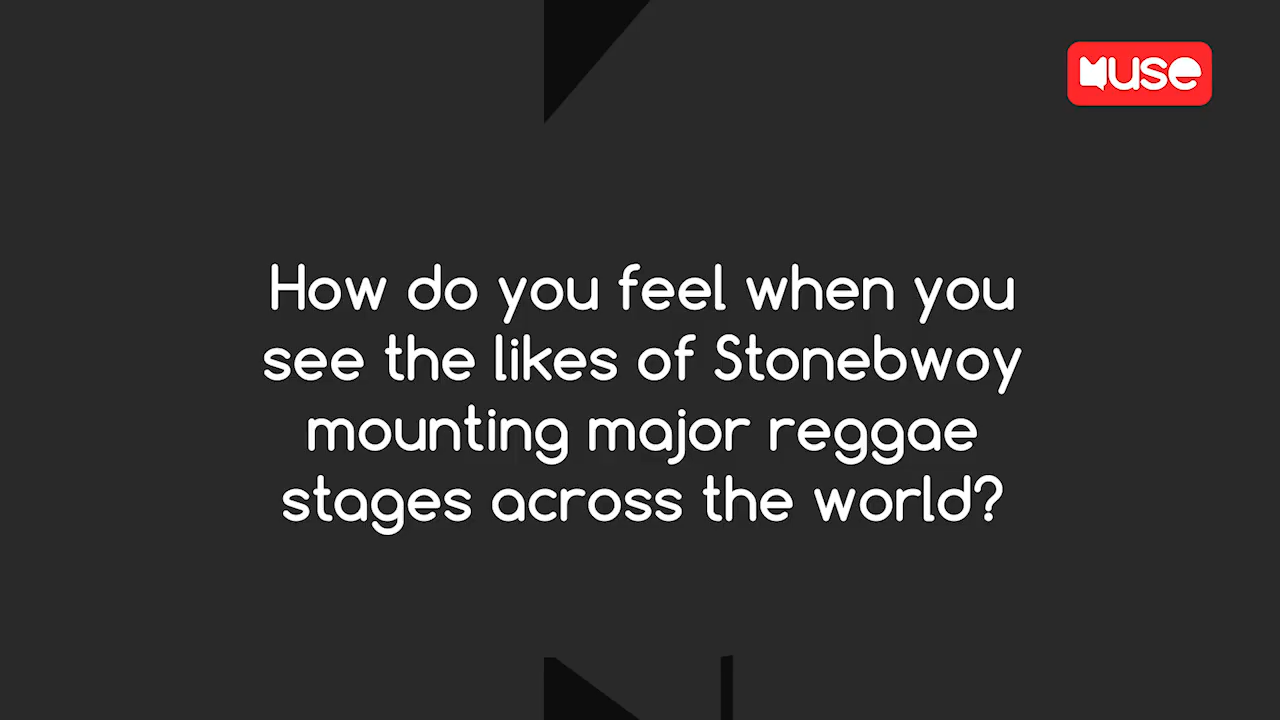 muse
How do you feel when you
see the likes of Stonebwoy
mounting major reggae
stages across the world?